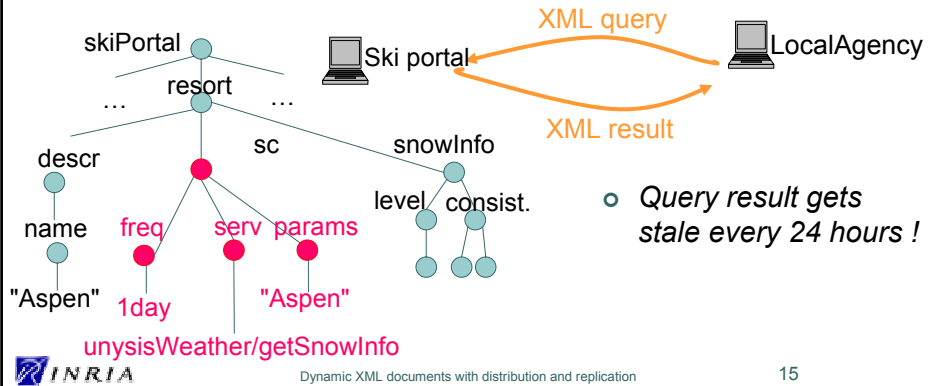 XML query
skiPortal
Ski portal
LocalAgency
resort
… …
XML result
sc
snowInfo
descr
level consist.
name
freq serv params
"Aspen"
1day
"Aspen"
unysisWeather/getSnowInfo
Query result gets
stale every 24 hours !
INRIA
Dynamic XML documents with distribution and replication
15